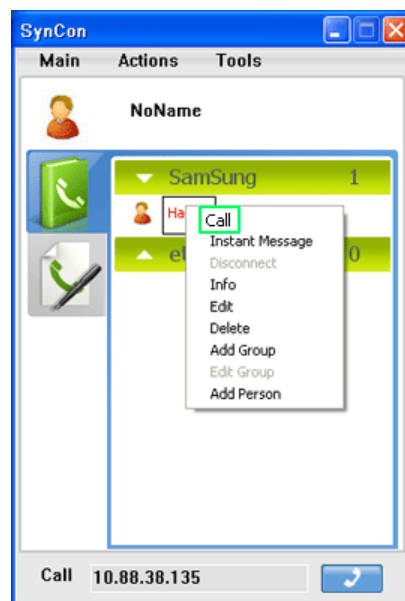 SynCon
Main Actions Tools
NoName
SamSung 1
Call
Instant Message
Disconnect
Info
Edit
Delete
Add Group
Edit Group
Add Person
0
Call 10.88.38.135